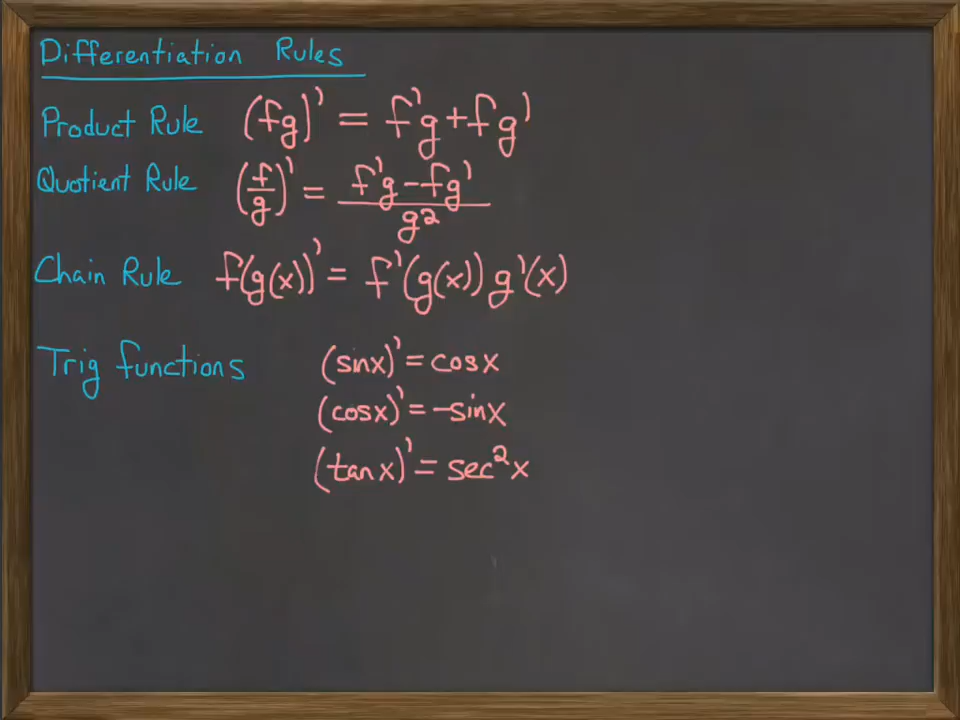 Differentiation Rules
Product Rule (fg)' = f'g + fg'
Quotient Rule (f/g)' = f'g - fg' / g²
Chain Rule f(g(x))' = f'(g(x)) g'(x)
Trig functions (sinx)' = cosx
(cosx)' = -sinx
(tanx)' = sec²x